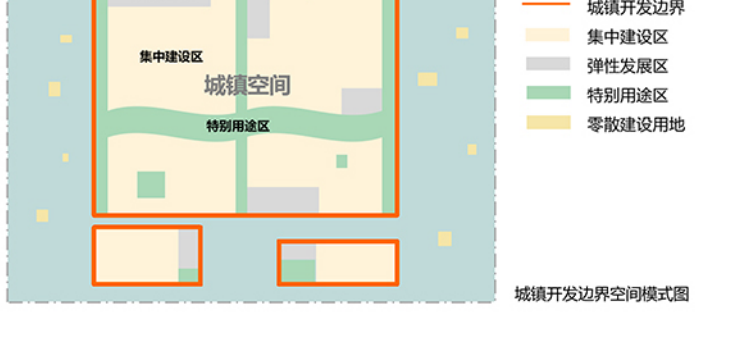 城镇开发边界
集中建设区
弹性发展区
特别用途区
零散建设用地
集中建设区
城镇空间
特别用途区
城镇开发边界空间模式图